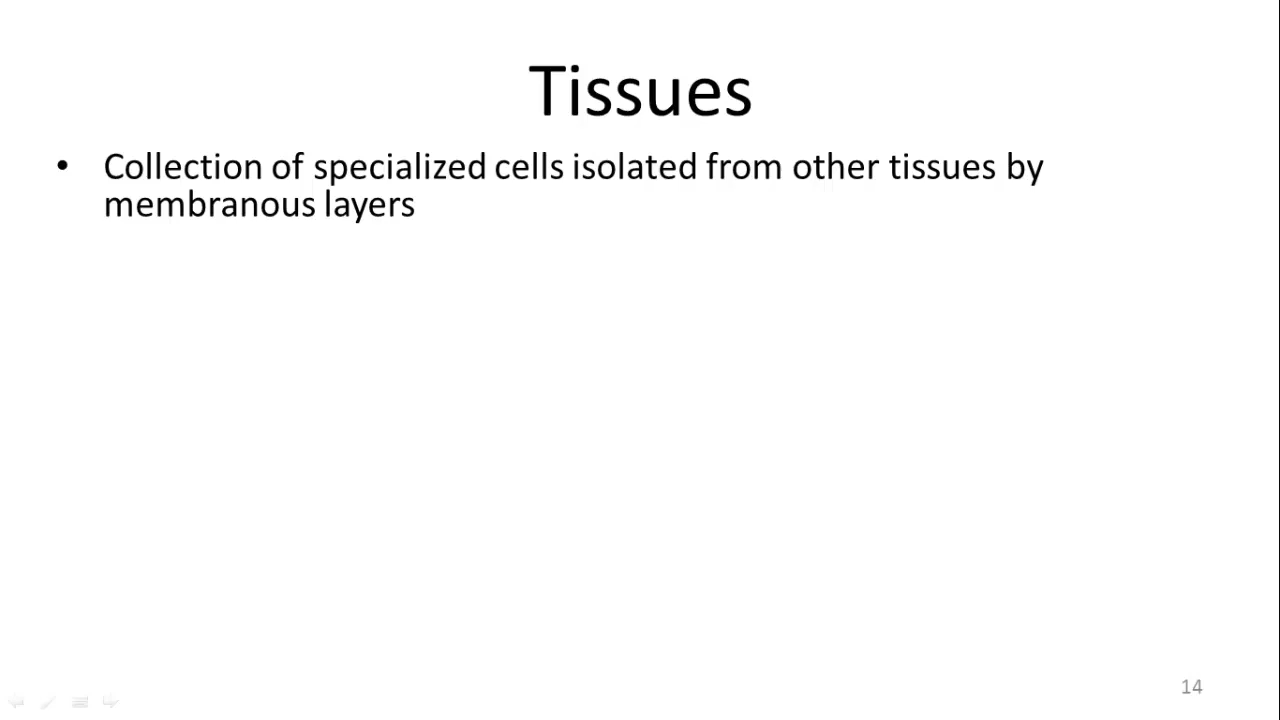 Tissues
• Collection of specialized cells isolated from other tissues by
membranous layers
14